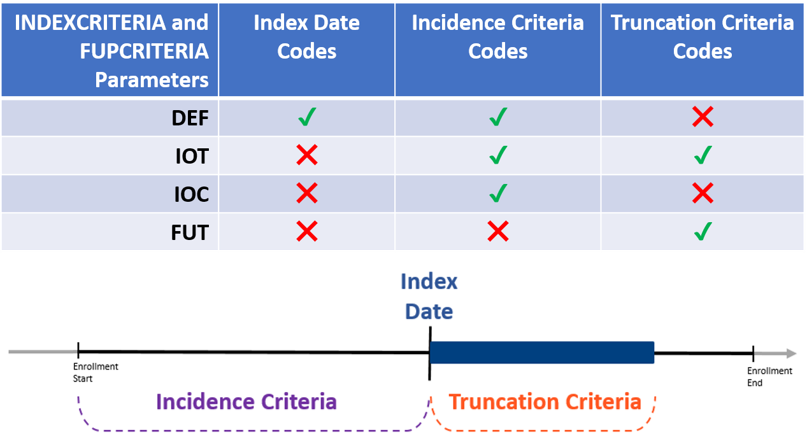 INDEXCRITERIA and
FUPCRITERIA
Parameters
Index Date
Codes
Incidence Criteria
Codes
Truncation Criteria
Codes
DEF ✓ ✓ ✕
IOT ✕ ✓ ✓
IOC ✕ ✓ ✕
FUT ✕ ✕ ✓
Index
Date
Enrollment
Start
Enrollment
End
Incidence Criteria
Truncation Criteria